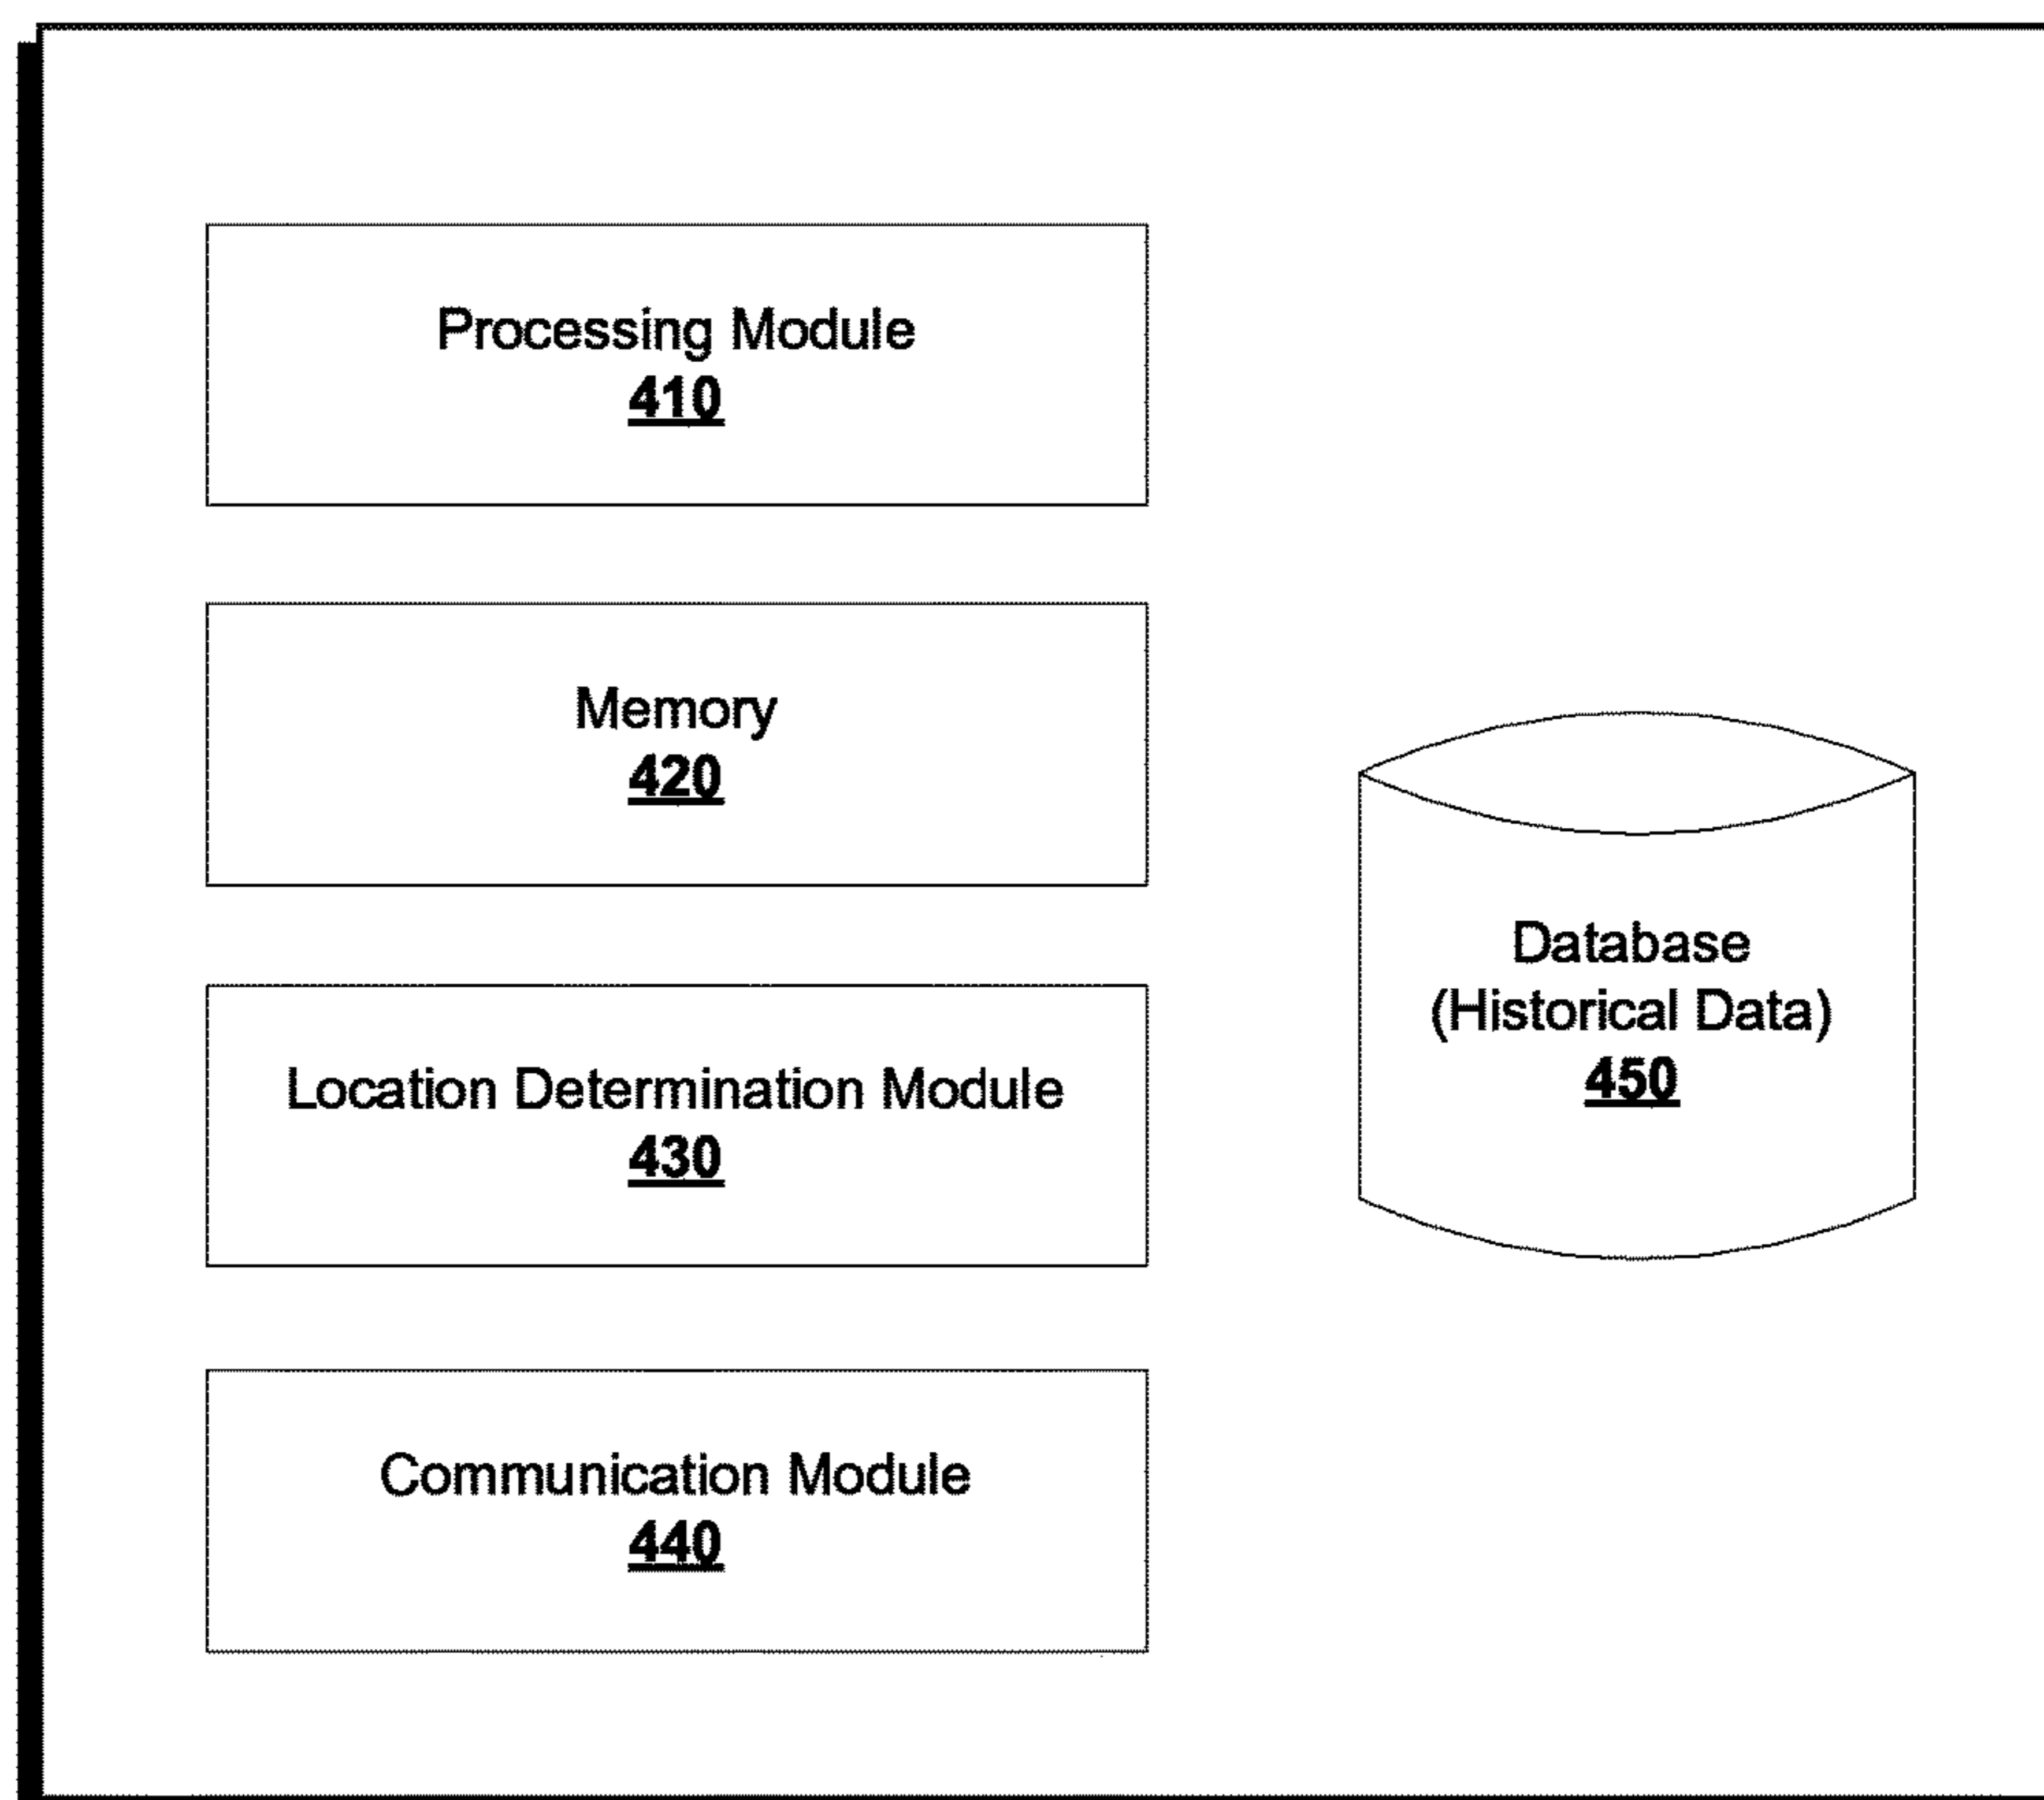 Processing Module
410
Memory
420
Location Determination Module
430
Communication Module
440
Database
(Historical Data)
450